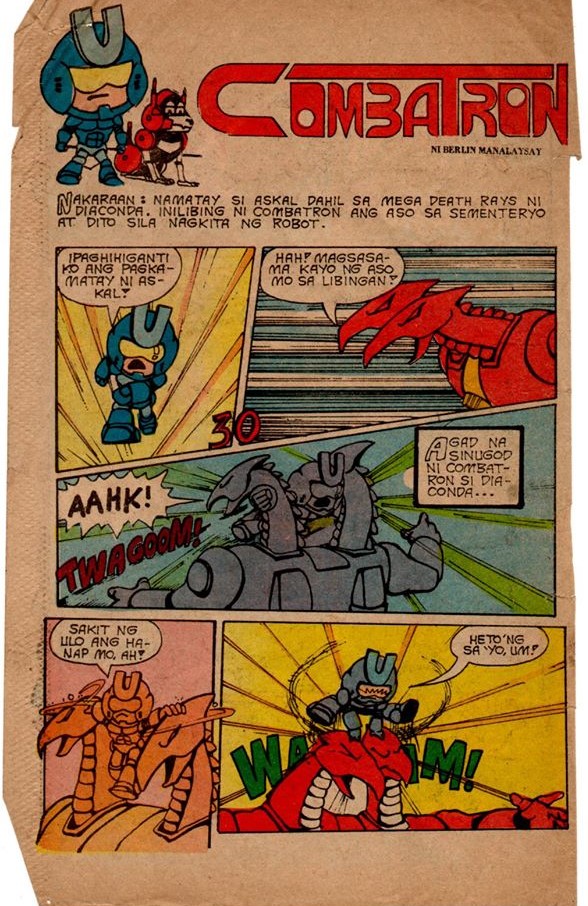 U
COMBATRON
NI BERLIN MANALAYSAY
NAKARAAN: NAMATAY SI ASKAL DAHIL SA MEGA DEATH RAYS NI
DIACONDA. INILIBING NI COMBATRON ANG ASO SA SEMENTERYO
AT DITO SILA NAGKITA NG ROBOT.
IPAGHIHIGANTI
KO ANG PAGKA-
MATAY NI AS-
KAL!
HAH! MAGSASA-
MA KAYO NG ASO
MO SA LIBINGAN!
30
AGAD NA
SINUGOD
NI COMBAT-
RON SI DIA-
CONDA...
AAHK!
TWAGOOM!
SAKIT NG
ULO ANG HA-
NAP MO, AH!
HETO'NG
SA 'YO, UM!